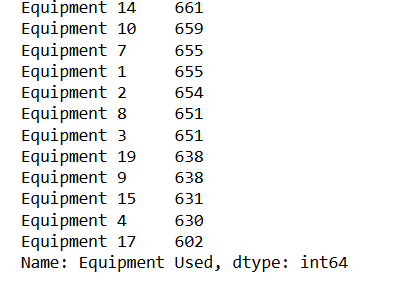 Equipment 14    661
Equipment 10    659
Equipment 7     655
Equipment 1     655
Equipment 2     654
Equipment 8     651
Equipment 3     651
Equipment 19    638
Equipment 9     638
Equipment 15    631
Equipment 4     630
Equipment 17    602
Name: Equipment Used, dtype: int64